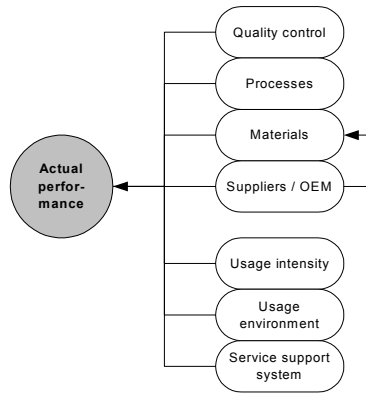 Quality control
Processes
Materials
Actual
perfor-
mance
Suppliers / OEM
Usage intensity
Usage
environment
Service support
system